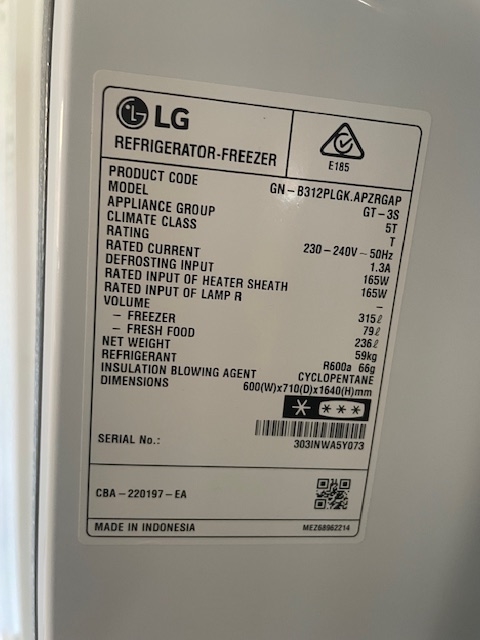 LG
REFRIGERATOR-FREEZER
E185
PRODUCT CODE GN-B312PLGK.APZRGAP
MODEL GT-3S
APPLIANCE GROUP 5T
CLIMATE CLASS T
RATING 230-240V~50Hz
RATED CURRENT 1.3A
DEFROSTING INPUT 165W
RATED INPUT OF HEATER SHEATH 165W
RATED INPUT OF LAMP R -
VOLUME 315ℓ
- FREEZER 79ℓ
- FRESH FOOD 236ℓ
NET WEIGHT 59kg
REFRIGERANT R600a 66g
INSULATION BLOWING AGENT CYCLOPENTANE
DIMENSIONS 600(W)x710(D)x1640(H)mm
SERIAL No.: 303INWA5Y073
CBA-220197-EA
MADE IN INDONESIA MEZ68962214